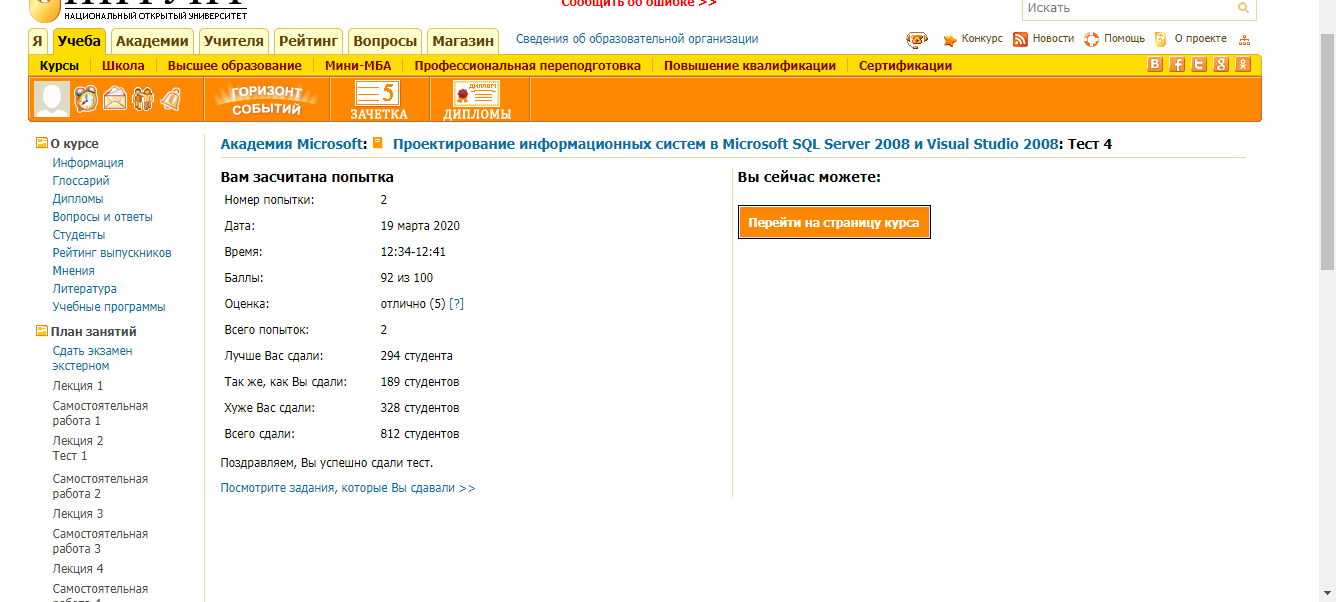 НАЦИОНАЛЬНЫЙ ОТКРЫТЫЙ УНИВЕРСИТЕТ
Сообщить об ошибке >>
Искать
Я Учеба Академии Учителя Рейтинг Вопросы Магазин Сведения об образовательной организации Конкурс Новости Помощь О проекте
Курсы Школа Высшее образование Мини-МБА Профессиональная переподготовка Повышение квалификации Сертификации
ГОРИЗОНТ СОБЫТИЙ
5 ЗАЧЕТКА
ДИПЛОМ ДИПЛОМЫ
О курсе
Информация
Глоссарий
Дипломы
Вопросы и ответы
Студенты
Рейтинг выпускников
Мнения
Литература
Учебные программы
План занятий
Сдать экзамен
экстерном
Лекция 1
Самостоятельная
работа 1
Лекция 2
Тест 1
Самостоятельная
работа 2
Лекция 3
Самостоятельная
работа 3
Лекция 4
Самостоятельная
Академия Microsoft: Проектирование информационных систем в Microsoft SQL Server 2008 и Visual Studio 2008: Тест 4
Вам засчитана попытка
Номер попытки: 2
Дата: 19 марта 2020
Время: 12:34-12:41
Баллы: 92 из 100
Оценка: отлично (5) [?]
Всего попыток: 2
Лучше Вас сдали: 294 студента
Так же, как Вы сдали: 189 студентов
Хуже Вас сдали: 328 студентов
Всего сдали: 812 студентов
Поздравляем, Вы успешно сдали тест.
Посмотрите задания, которые Вы сдавали >>
Вы сейчас можете:
Перейти на страницу курса